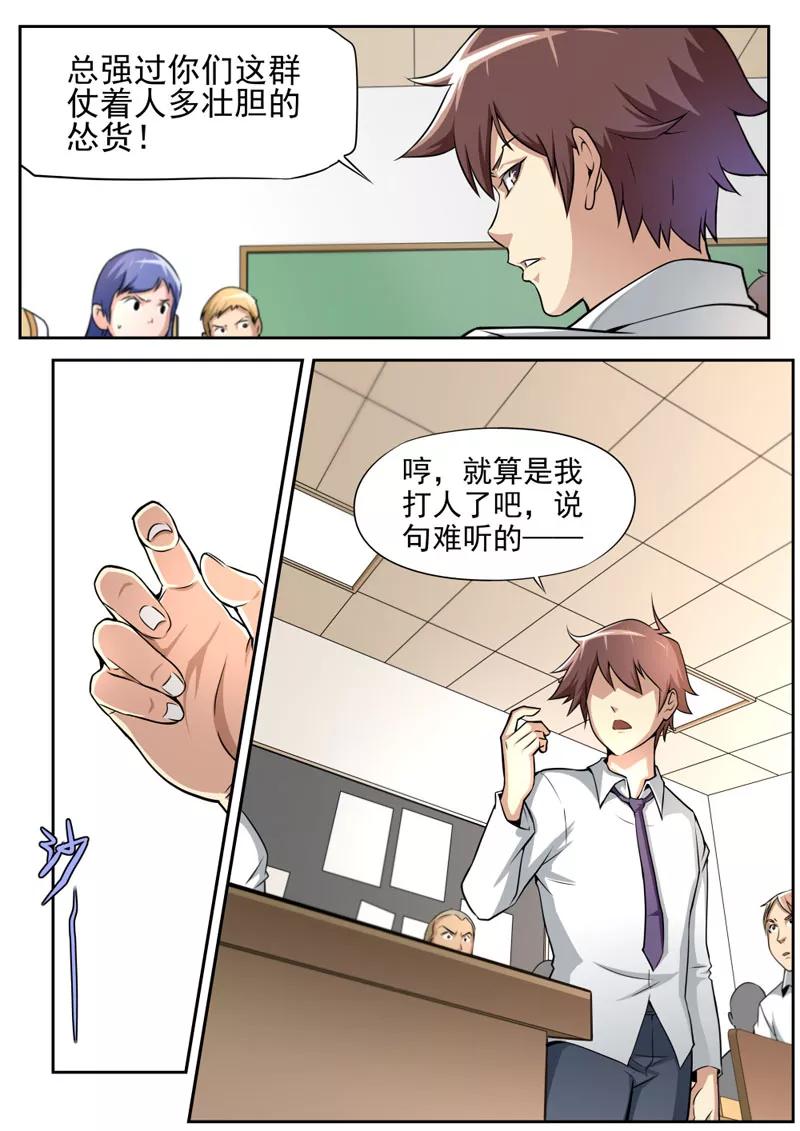 总强过你们这群
仗着人多壮胆的
怂货！
哼，就算是我
打人了吧，说
句难听的——
沙—